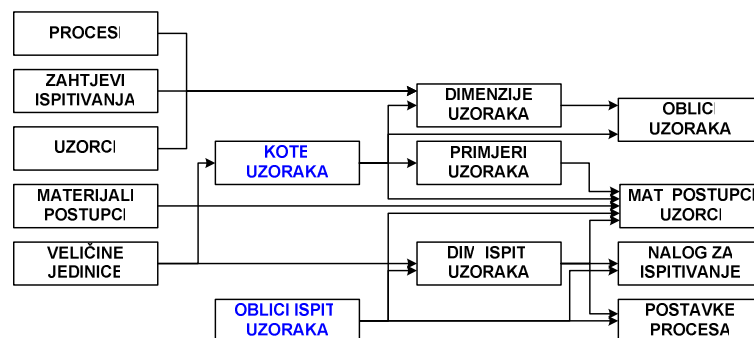 PROCESI
ZAHTJEVI
ISPITIVANJA
UZORCI
MATERIJALI
POSTUPCI
VELIČINE
JEDINICE
KOTE
UZORAKA
OBLICI ISPIT
UZORAKA
DIMENZIJE
UZORAKA
PRIMJERI
UZORAKA
DIM ISPIT
UZORAKA
OBLICI
UZORAKA
MAT POSTUPCI
UZORCI
NALOG ZA
ISPITIVANJE
POSTAVKE
PROCESA